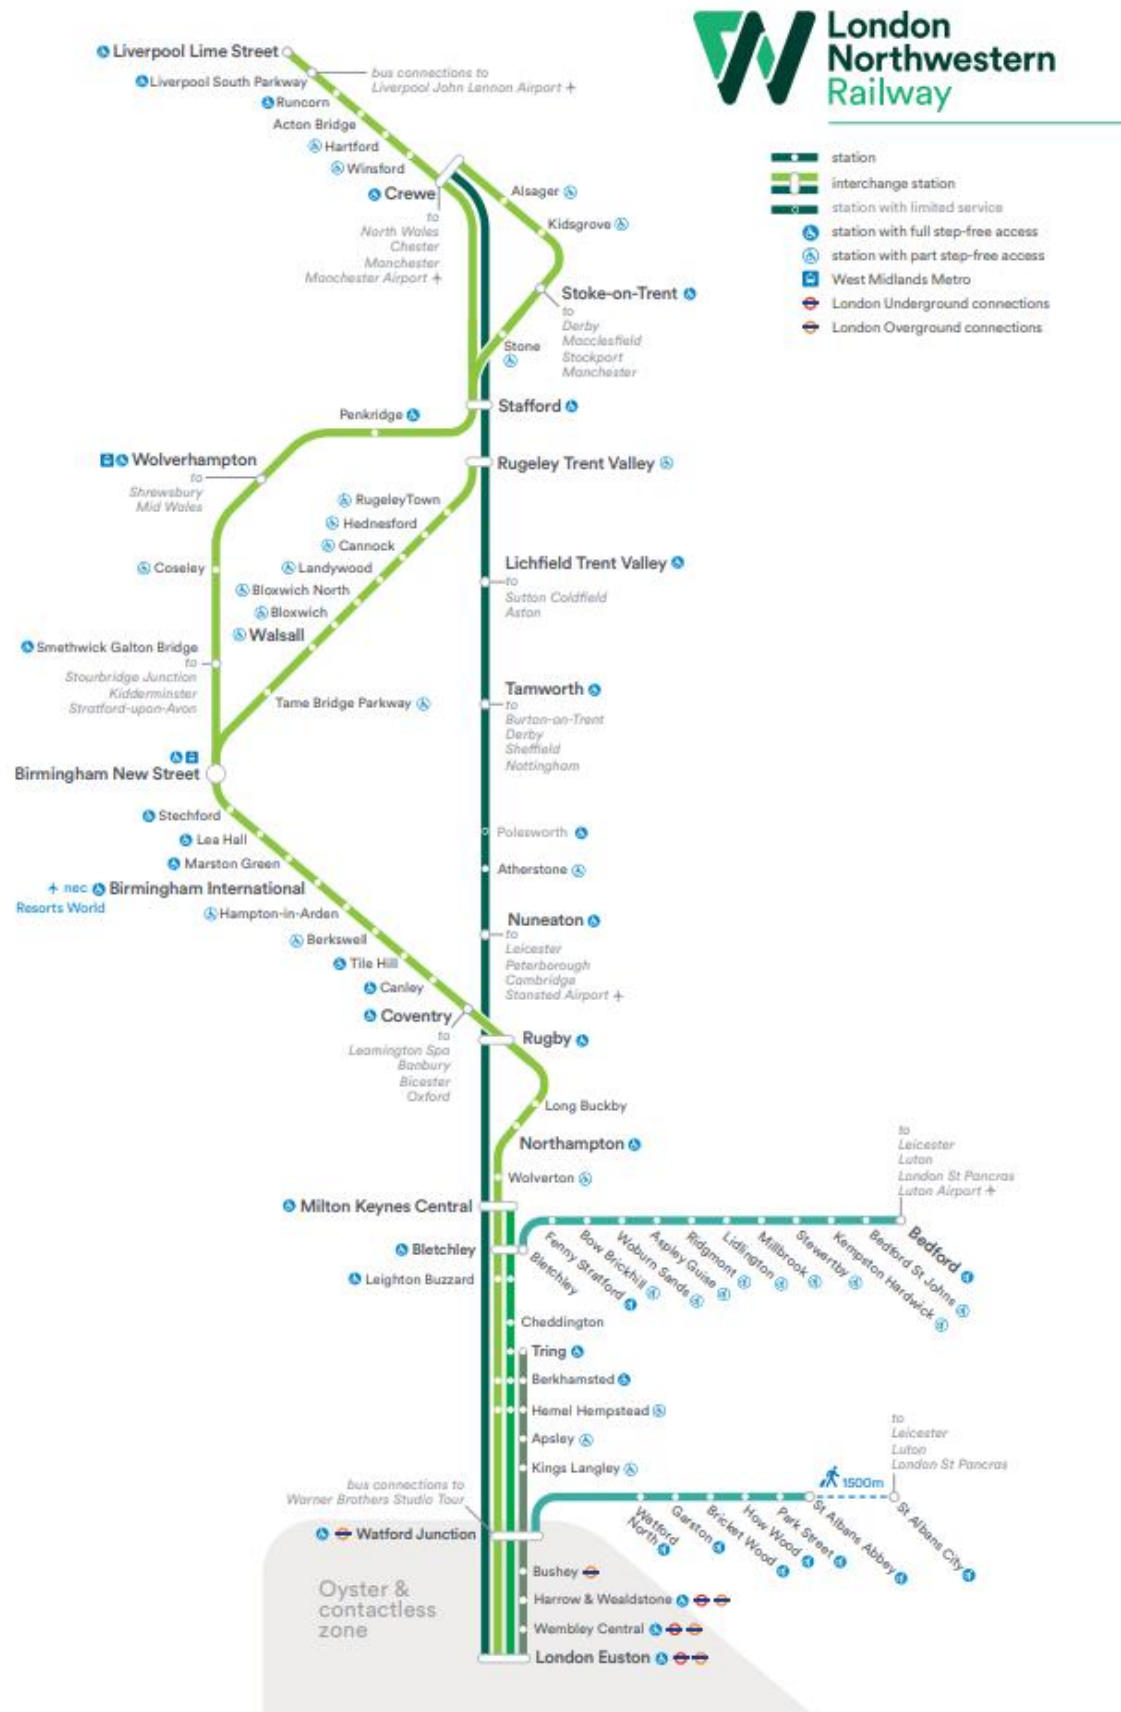 London
Northwestern
Railway
station
interchange station
station with limited service
station with full step-free access
station with part step-free access
West Midlands Metro
London Underground connections
London Overground connections
Liverpool Lime Street
Liverpool South Parkway
bus connections to
Liverpool John Lennon Airport
Runcorn
Acton Bridge
Hartford
Winsford
Crewe
to
North Wales
Chester
Manchester
Manchester Airport
Alsager
Kidsgrove
Stoke-on-Trent
to
Derby
Macclesfield
Stockport
Manchester
Stone
Stafford
Penkridge
Wolverhampton
to
Shrewsbury
Mid Wales
Rugeley Trent Valley
RugeleyTown
Hednesford
Cannock
Landywood
Bloxwich North
Bloxwich
Walsall
Tame Bridge Parkway
Coseley
Smethwick Galton Bridge
to
Stourbridge Junction
Kidderminster
Stratford-upon-Avon
Lichfield Trent Valley
to
Sutton Coldfield
Aston
Tamworth
to
Burton-on-Trent
Derby
Sheffield
Nottingham
Birmingham New Street
Stechford
Lea Hall
Marston Green
nec Birmingham International
Resorts World
Hampton-in-Arden
Berkswell
Tile Hill
Canley
Coventry
to
Leamington Spa
Banbury
Bicester
Oxford
Polesworth
Atherstone
Nuneaton
to
Leicester
Peterborough
Cambridge
Stansted Airport
Rugby
Long Buckby
Northampton
Wolverton
Milton Keynes Central
Bletchley
Leighton Buzzard
Bletchley
Fenny Stratford
Bow Brickhill
Woburn Sands
Aspley Guise
Ridgmont
Lidlington
Millbrook
Stewartby
Kempston Hardwick
Bedford St Johns
Bedford
to
Leicester
Luton
London St Pancras
Luton Airport
Cheddington
Tring
Berkhamsted
Hemel Hempstead
Apsley
Kings Langley
bus connections to
Warner Brothers Studio Tour
Watford Junction
Watford
North
Garston
Bricket Wood
How Wood
Park Street
St Albans Abbey
1500m
St Albans City
to
Leicester
Luton
London St Pancras
Oyster &
contactless
zone
Bushey
Harrow & Wealdstone
Wembley Central
London Euston